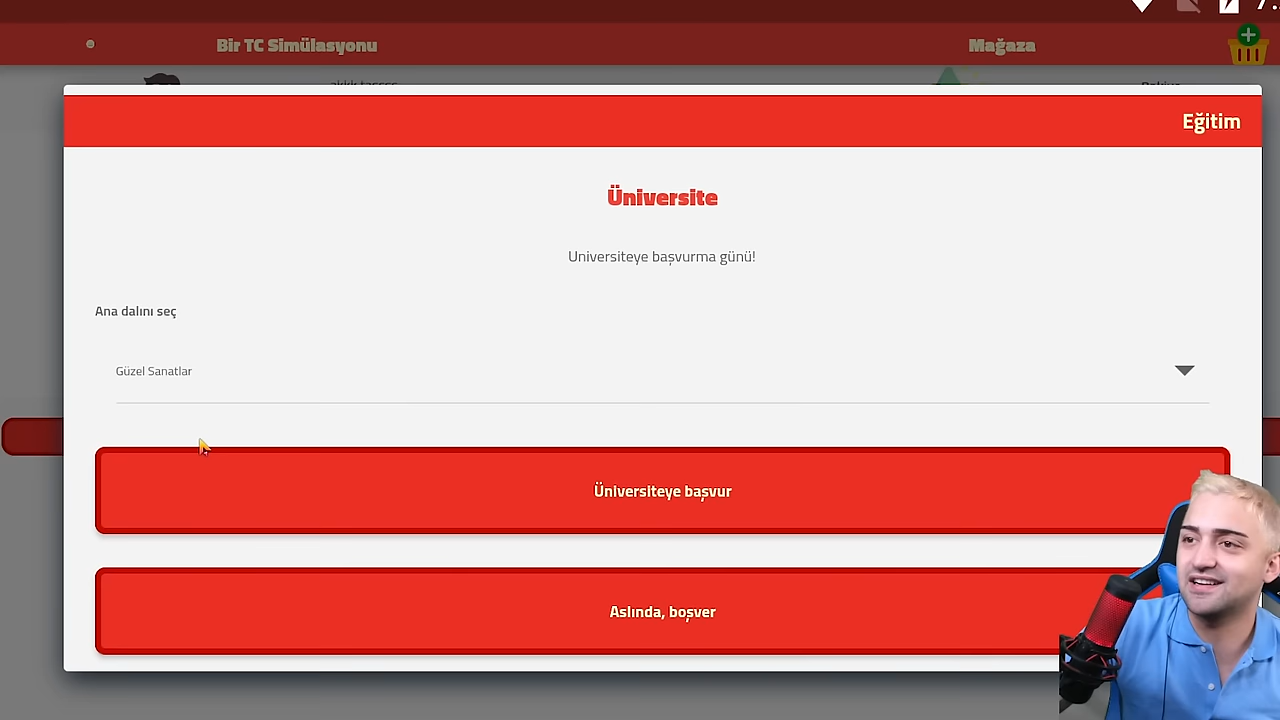 Bir TC Simülasyonu
Mağaza
Eğitim
Üniversite
Universiteye başvurma günü!
Ana dalını seç
Güzel Sanatlar
Üniversiteye başvur
Aslında, boşver